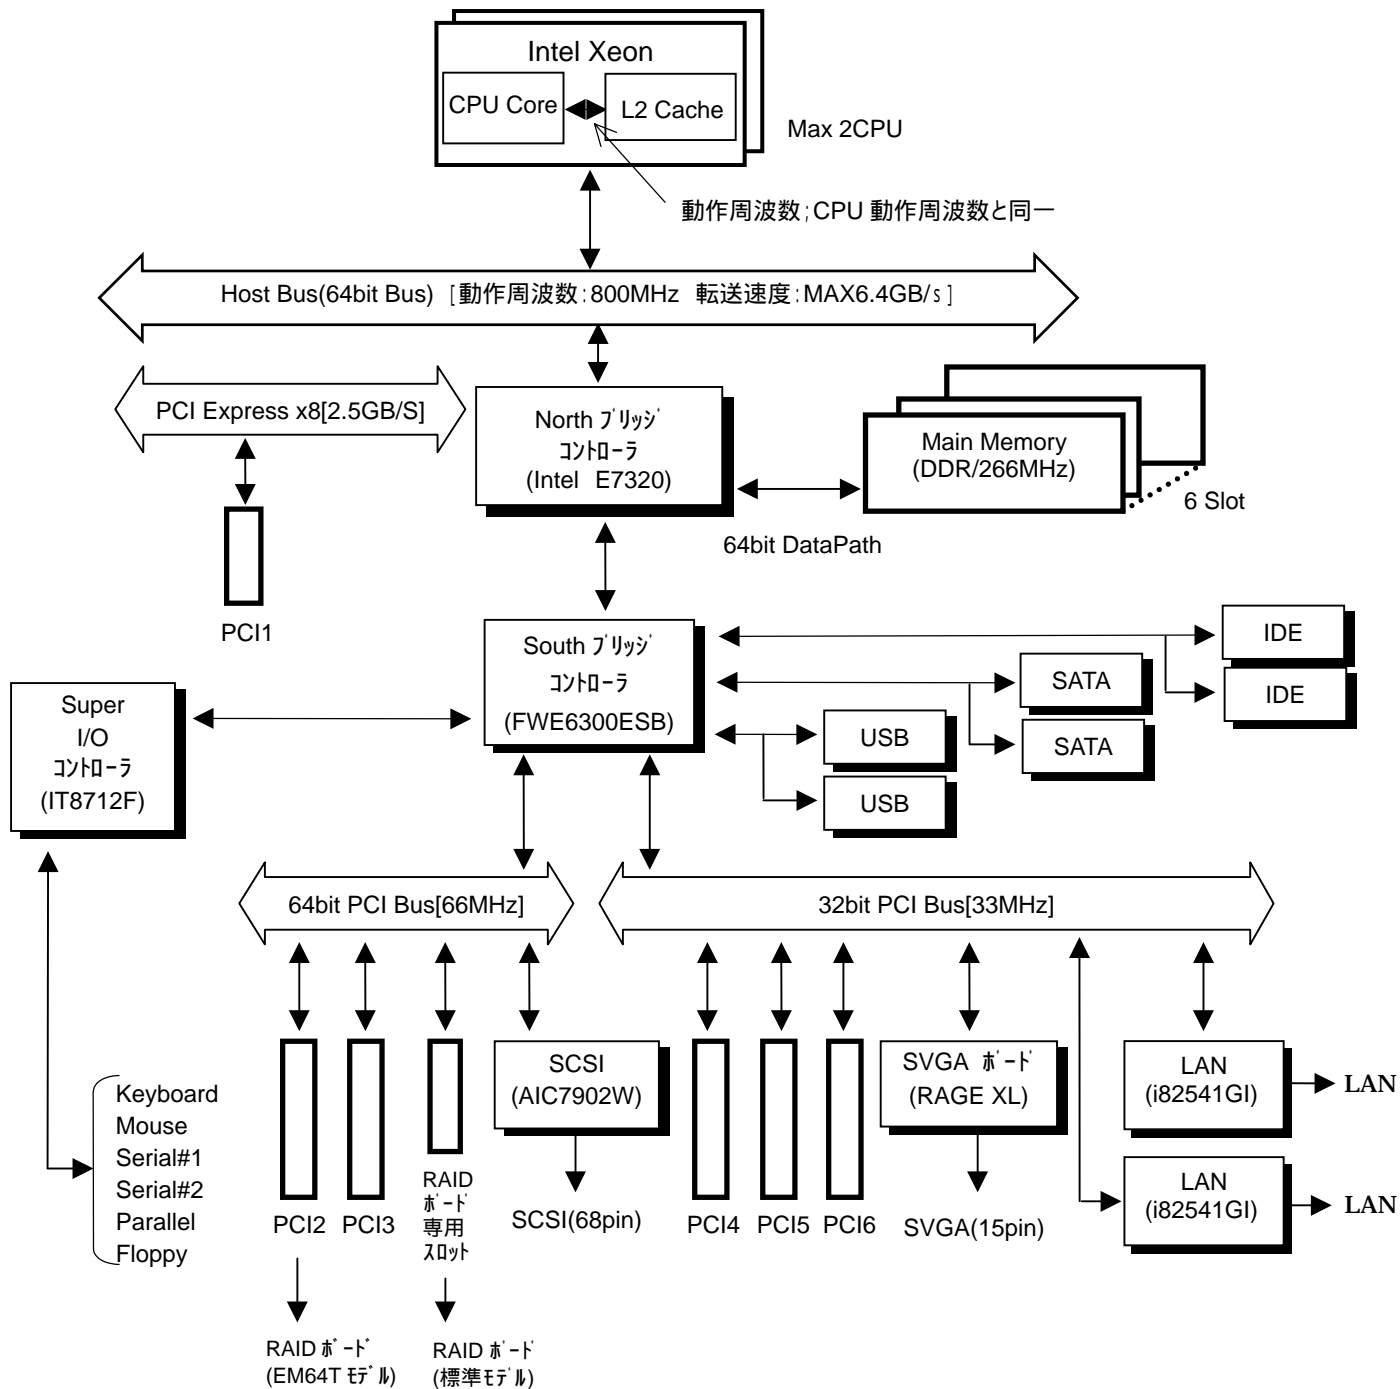 Intel Xeon
CPU Core
L2 Cache
Max 2CPU
動作周波数;CPU 動作周波数と同一
Host Bus(64bit Bus) [動作周波数:800MHz 転送速度:MAX6.4GB/s]
PCI Express x8[2.5GB/S]
North ﾌﾞﾘｯｼﾞ
ｺﾝﾄﾛｰﾗ
(Intel E7320)
Main Memory
(DDR/266MHz)
6 Slot
64bit DataPath
PCI1
South ﾌﾞﾘｯｼﾞ
ｺﾝﾄﾛｰﾗ
(FWE6300ESB)
IDE
IDE
SATA
SATA
USB
USB
Super
I/O
ｺﾝﾄﾛｰﾗ
(IT8712F)
64bit PCI Bus[66MHz]
32bit PCI Bus[33MHz]
Keyboard
Mouse
Serial#1
Serial#2
Parallel
Floppy
PCI2
PCI3
RAID
ﾎﾞｰﾄﾞ
専用
ｽﾛｯﾄ
SCSI
(AIC7902W)
SCSI(68pin)
PCI4
PCI5
PCI6
SVGA ﾎﾞｰﾄﾞ
(RAGE XL)
SVGA(15pin)
LAN
(i82541GI)
LAN
LAN
(i82541GI)
LAN
RAID ﾎﾞｰﾄﾞ
(EM64T ﾓﾃﾞﾙ)
RAID ﾎﾞｰﾄﾞ
(標準ﾓﾃﾞﾙ)